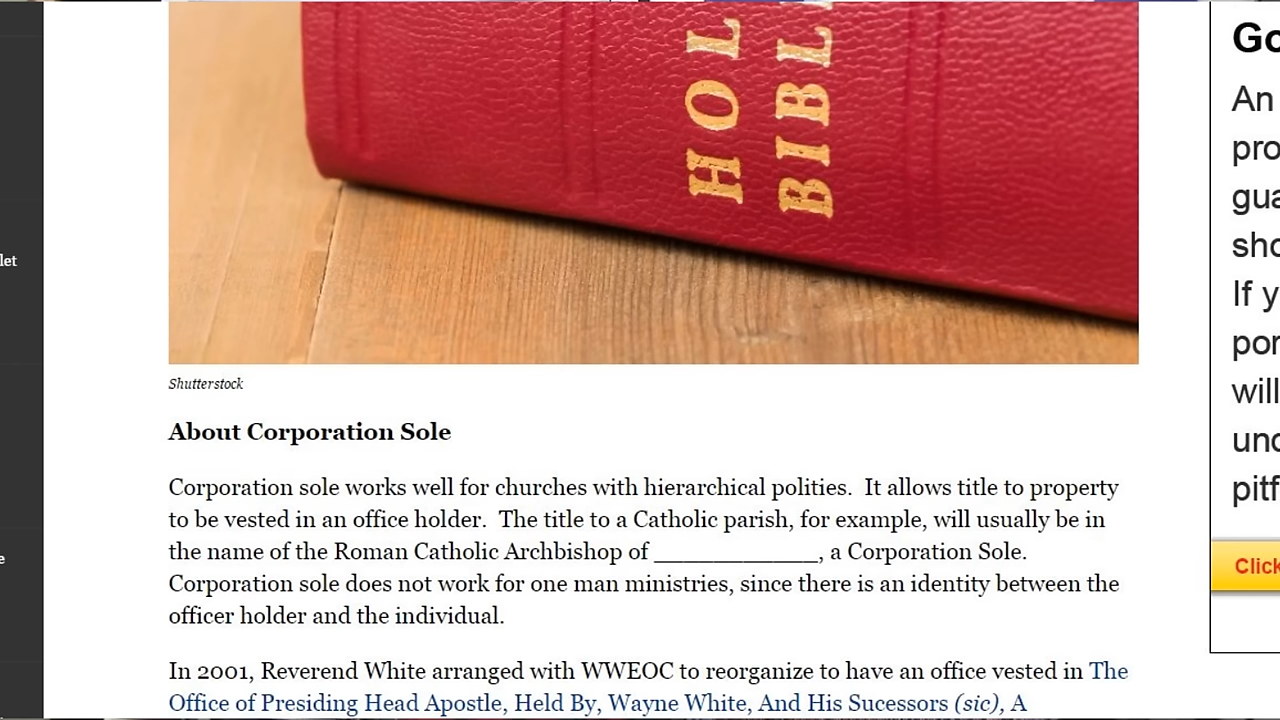 HOL
BIBL
Shutterstock
About Corporation Sole
Corporation sole works well for churches with hierarchical polities.  It allows title to property
to be vested in an office holder.  The title to a Catholic parish, for example, will usually be in
the name of the Roman Catholic Archbishop of ______________, a Corporation Sole.
Corporation sole does not work for one man ministries, since there is an identity between the
officer holder and the individual.
In 2001, Reverend White arranged with WWEOC to reorganize to have an office vested in The
Office of Presiding Head Apostle, Held By, Wayne White, And His Sucessors (sic), A
let
e
Go
An
pro
gua
sho
If y
por
will
und
pitf
Click